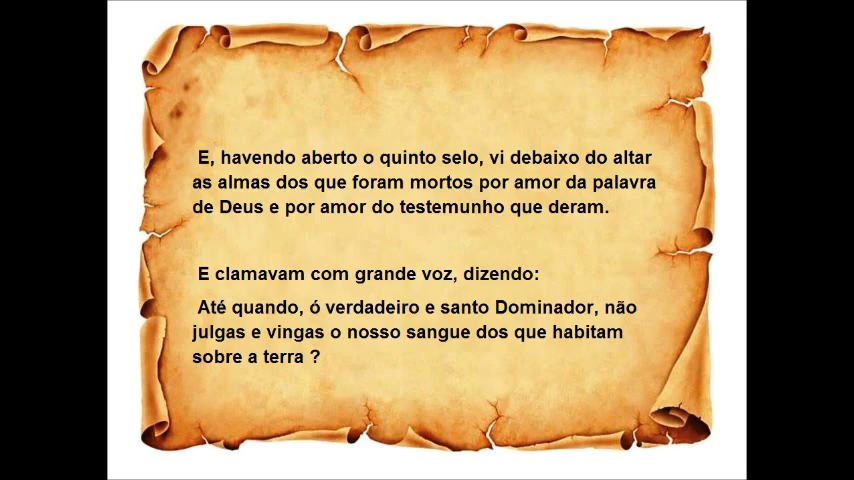 E, havendo aberto o quinto selo, vi debaixo do altar
as almas dos que foram mortos por amor da palavra
de Deus e por amor do testemunho que deram.
E clamavam com grande voz, dizendo:
Até quando, ó verdadeiro e santo Dominador, não
julgas e vingas o nosso sangue dos que habitam
sobre a terra ?